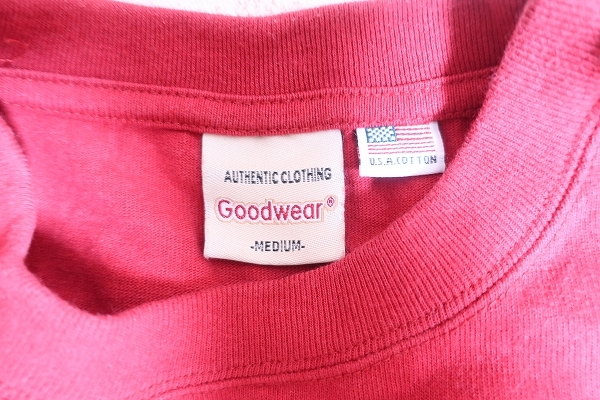 AUTHENTIC CLOTHING
Goodwear®
-MEDIUM-
U.S.A. COTTON